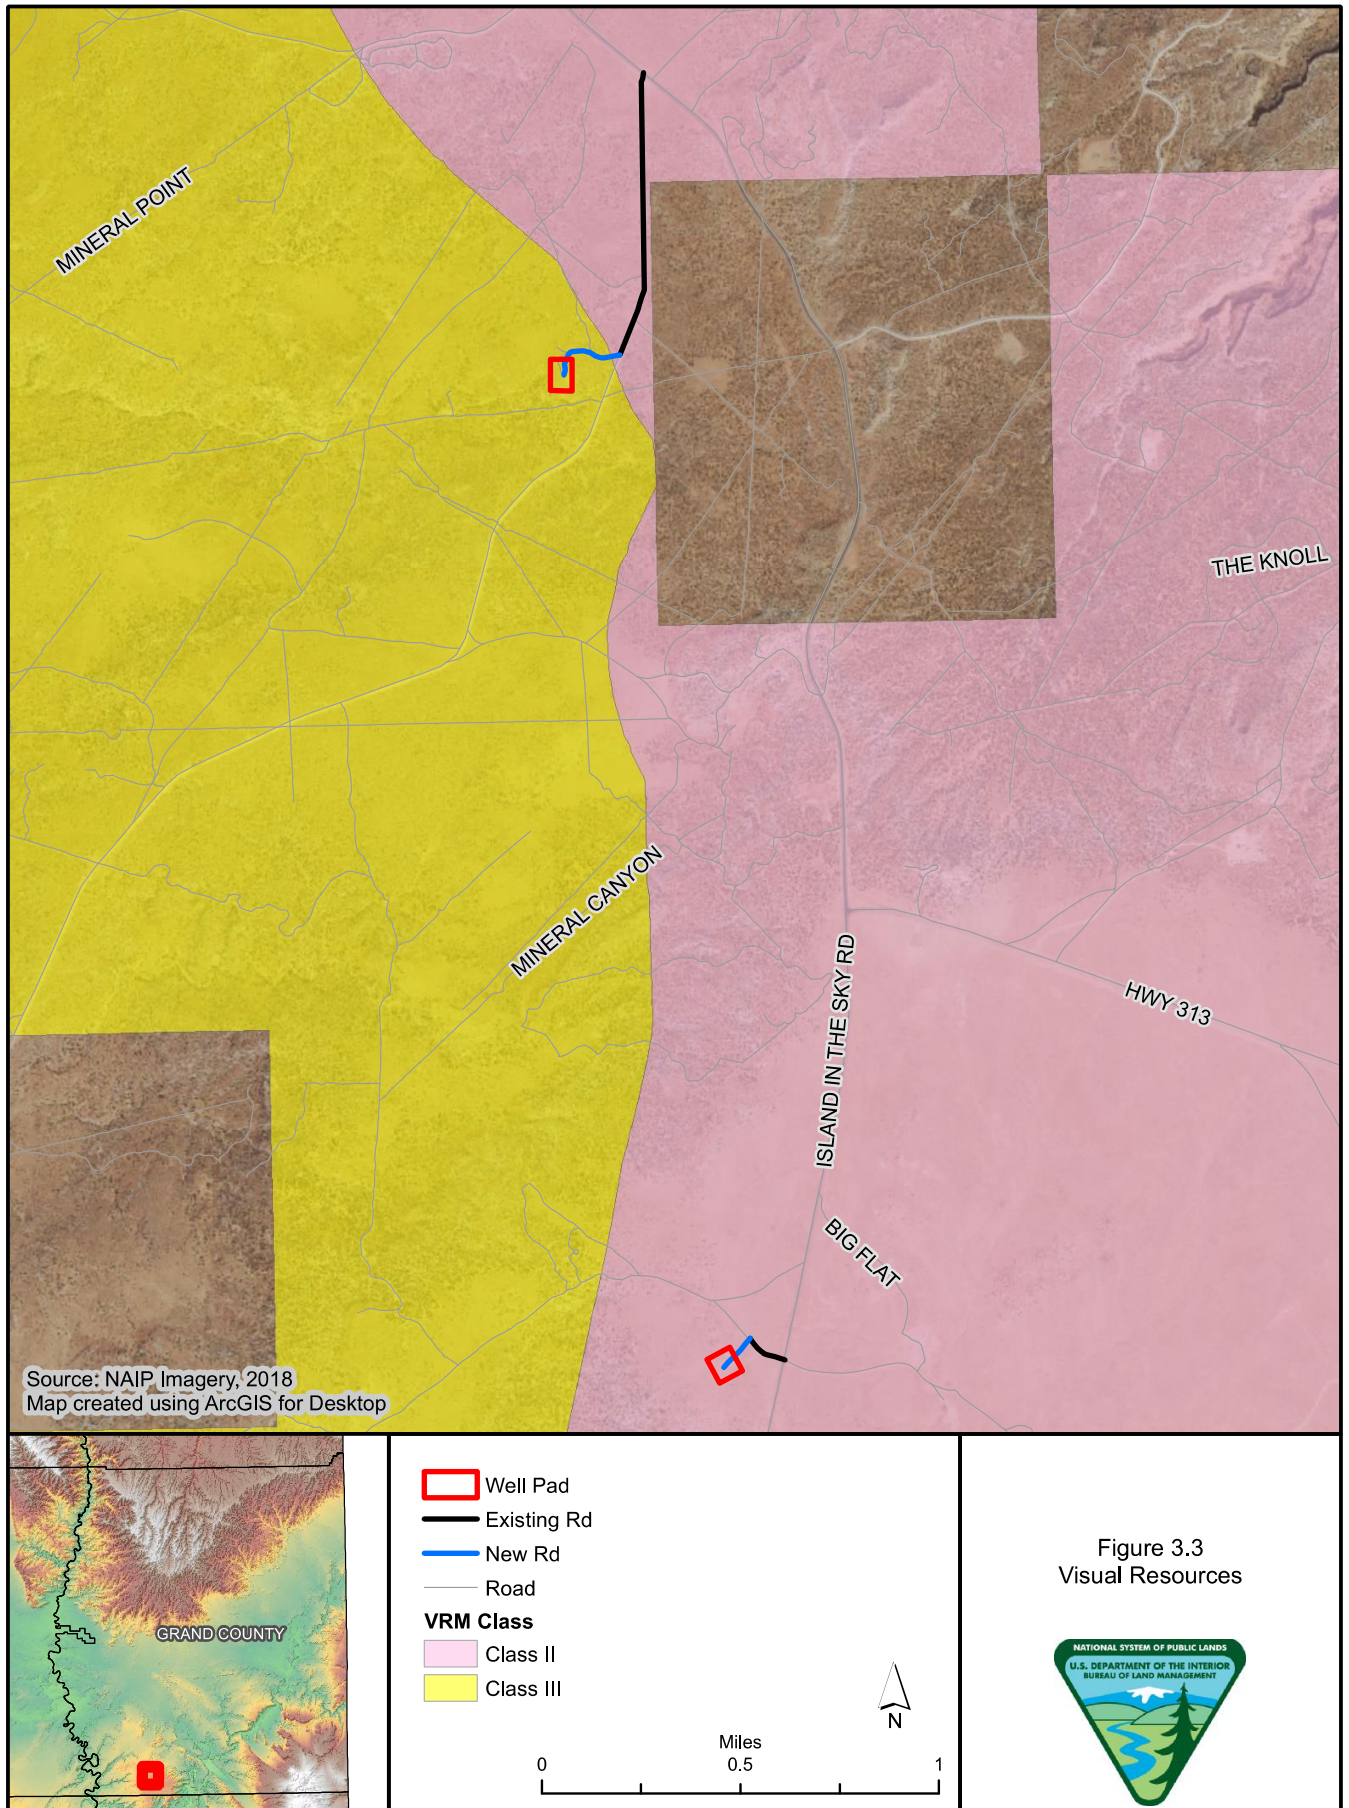 MINERAL POINT
THE KNOLL
MINERAL CANYON
ISLAND IN THE SKY RD
HWY 313
BIG FLAT
Source: NAIP Imagery, 2018
Map created using ArcGIS for Desktop
GRAND COUNTY
Well Pad
Existing Rd
New Rd
Road
VRM Class
Class II
Class III
N
Miles
0 0.5 1
Figure 3.3
Visual Resources
NATIONAL SYSTEM OF PUBLIC LANDS
U.S. DEPARTMENT OF THE INTERIOR
BUREAU OF LAND MANAGEMENT